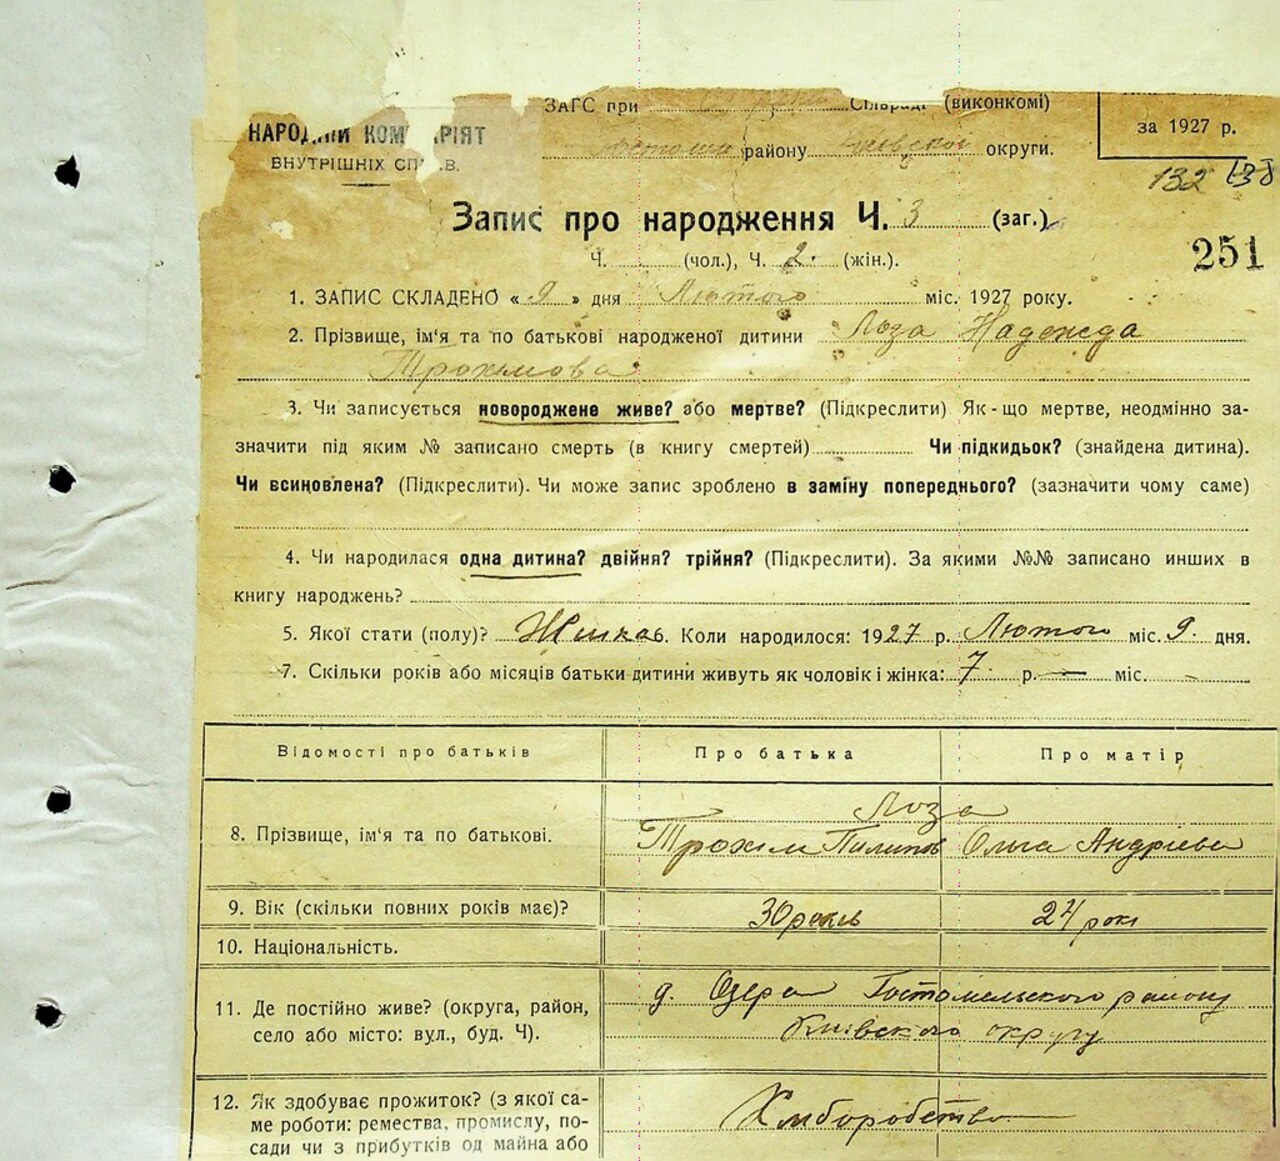 ЗАГС при Сільраді (виконкомі)
НАРОДНИЙ КОМ РІЯТ
ВНУТРІШНІХ СП .В.
району округи.
за 1927 р.
132 138
Запис про народження Ч. 3 (заг.)
251
Ч. (чол.), Ч. 2. (жін.).
1. ЗАПИС СКЛАДЕНО « 9 » дня Лютого міс. 1927 року.
2. Прізвище, ім'я та по батькові народженої дитини Лоза Надежда
Трохимова
3. Чи записується новороджене живе? або мертве? (Підкреслити) Як-що мертве, неодмінно за-
значити під яким № записано смерть (в книгу смертей) Чи підкидьок? (знайдена дитина).
Чи всиновлена? (Підкреслити). Чи може запис зроблено в заміну попереднього? (зазначити чому саме)
4. Чи народилася одна дитина? двійня? трійня? (Підкреслити). За якими №№ записано инших в
книгу народжень?
5. Якої стати (полу)? 6. Коли народилося: 1927 р. Лютого міс. 9. дня.
7. Скільки років або місяців батьки дитини живуть як чоловік і жінка: 7 р. — міс. –
Відомості про батьків Про батька Про матір
Лоза
8. Прізвище, ім'я та по батькові. Трохим Пилипов Ольга Андріева
9. Вік (скільки повних років має)? 30 років 24 рокі
10. Національність.
11. Де постійно живе? (округа, район, д. Озера Гостомельского району
село або місто: вул., буд. Ч). Київского округу
12. Як здобуває прожиток? (з якої са- Хліборобство
ме роботи: ремества, промислу, по-
сади чи з прибутків од майна або